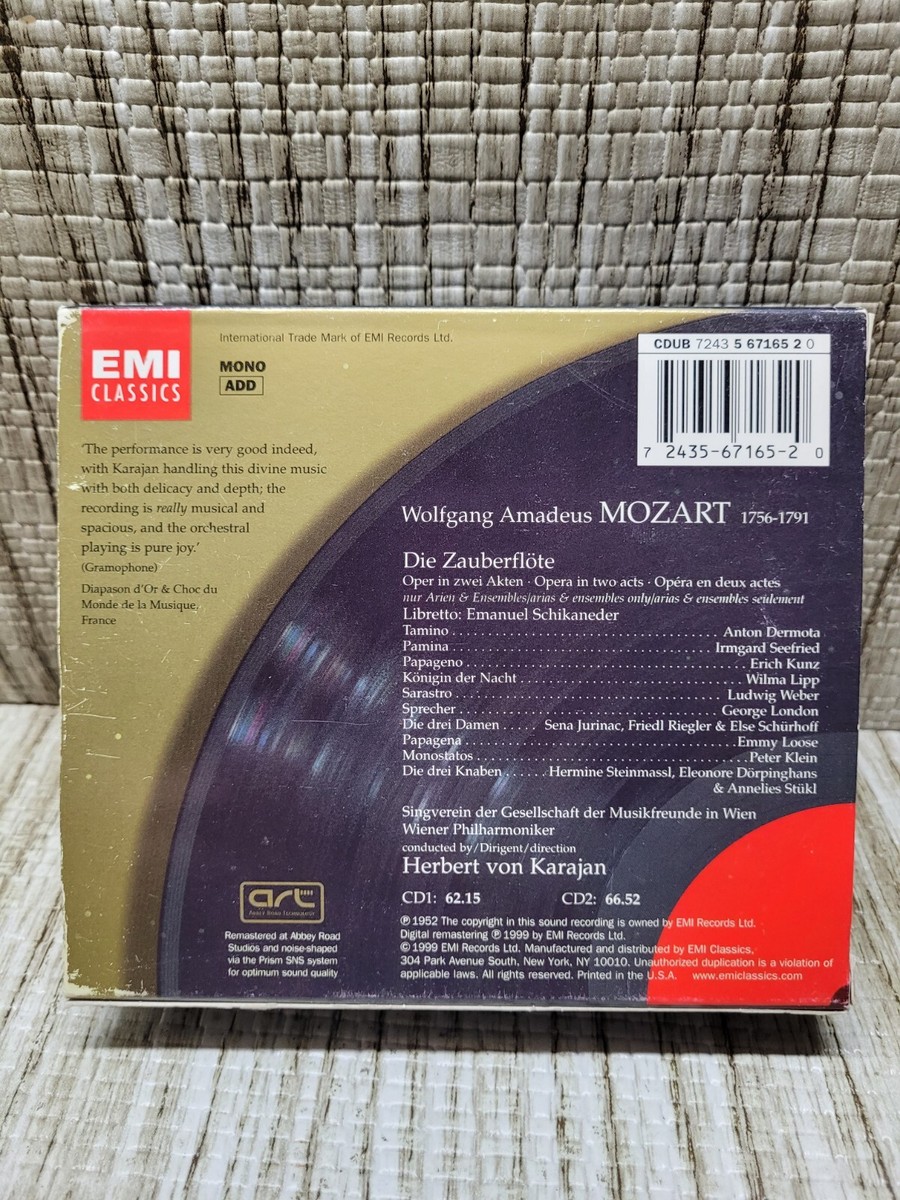 EMI
CLASSICS
International Trade Mark of EMI Records Ltd.
MONO
ADD
CDUB 7243 5 67165 2 0
7 2435-67165-2 0
'The performance is very good indeed,
with Karajan handling this divine music
with both delicacy and depth; the
recording is really musical and
spacious, and the orchestral
playing is pure joy.'
(Gramophone)
Diapason d'Or & Choc du
Monde de la Musique,
France
Wolfgang Amadeus MOZART 1756-1791
Die Zauberflöte
Oper in zwei Akten · Opera in two acts · Opéra en deux actes
nur Arien & Ensembles/arias & ensembles only/arias & ensembles seulement
Libretto: Emanuel Schikaneder
Tamino . . . . . . . . . . . . . . . . . . . . Anton Dermota
Pamina . . . . . . . . . . . . . . . . . . . . Irmgard Seefried
Papageno . . . . . . . . . . . . . . . . . . . . Erich Kunz
Königin der Nacht . . . . . . . . . . . . . . . . . . . . Wilma Lipp
Sarastro . . . . . . . . . . . . . . . . . . . . Ludwig Weber
Sprecher . . . . . . . . . . . . . . . . . . . . George London
Die drei Damen . . . . . Sena Jurinac, Friedl Riegler & Else Schürhoff
Papagena . . . . . . . . . . . . . . . . . . . . Emmy Loose
Monostatos . . . . . . . . . . . . . . . . . . . . Peter Klein
Die drei Knaben . . . . . . Hermine Steinmassl, Eleonore Dörpinghans
& Annelies Stükl
Singverein der Gesellschaft der Musikfreunde in Wien
Wiener Philharmoniker
conducted by/Dirigent/direction
Herbert von Karajan
CD1: 62.15 CD2: 66.52
art
Abbey Road Technology
Remastered at Abbey Road
Studios and noise-shaped
via the Prism SNS system
for optimum sound quality
℗ 1952 The copyright in this sound recording is owned by EMI Records Ltd.
Digital remastering ℗ 1999 by EMI Records Ltd.
© 1999 EMI Records Ltd. Manufactured and distributed by EMI Classics,
304 Park Avenue South, New York, NY 10010. Unauthorized duplication is a violation of
applicable laws. All rights reserved. Printed in the U.S.A. www.emiclassics.com